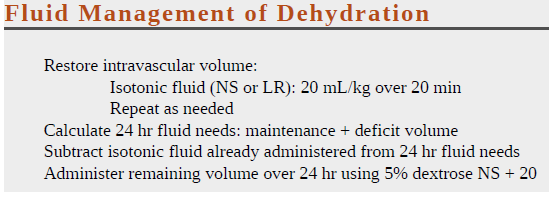 Fluid Management of Dehydration
Restore intravascular volume:
Isotonic fluid (NS or LR): 20 mL/kg over 20 min
Repeat as needed
Calculate 24 hr fluid needs: maintenance + deficit volume
Subtract isotonic fluid already administered from 24 hr fluid needs
Administer remaining volume over 24 hr using 5% dextrose NS + 20